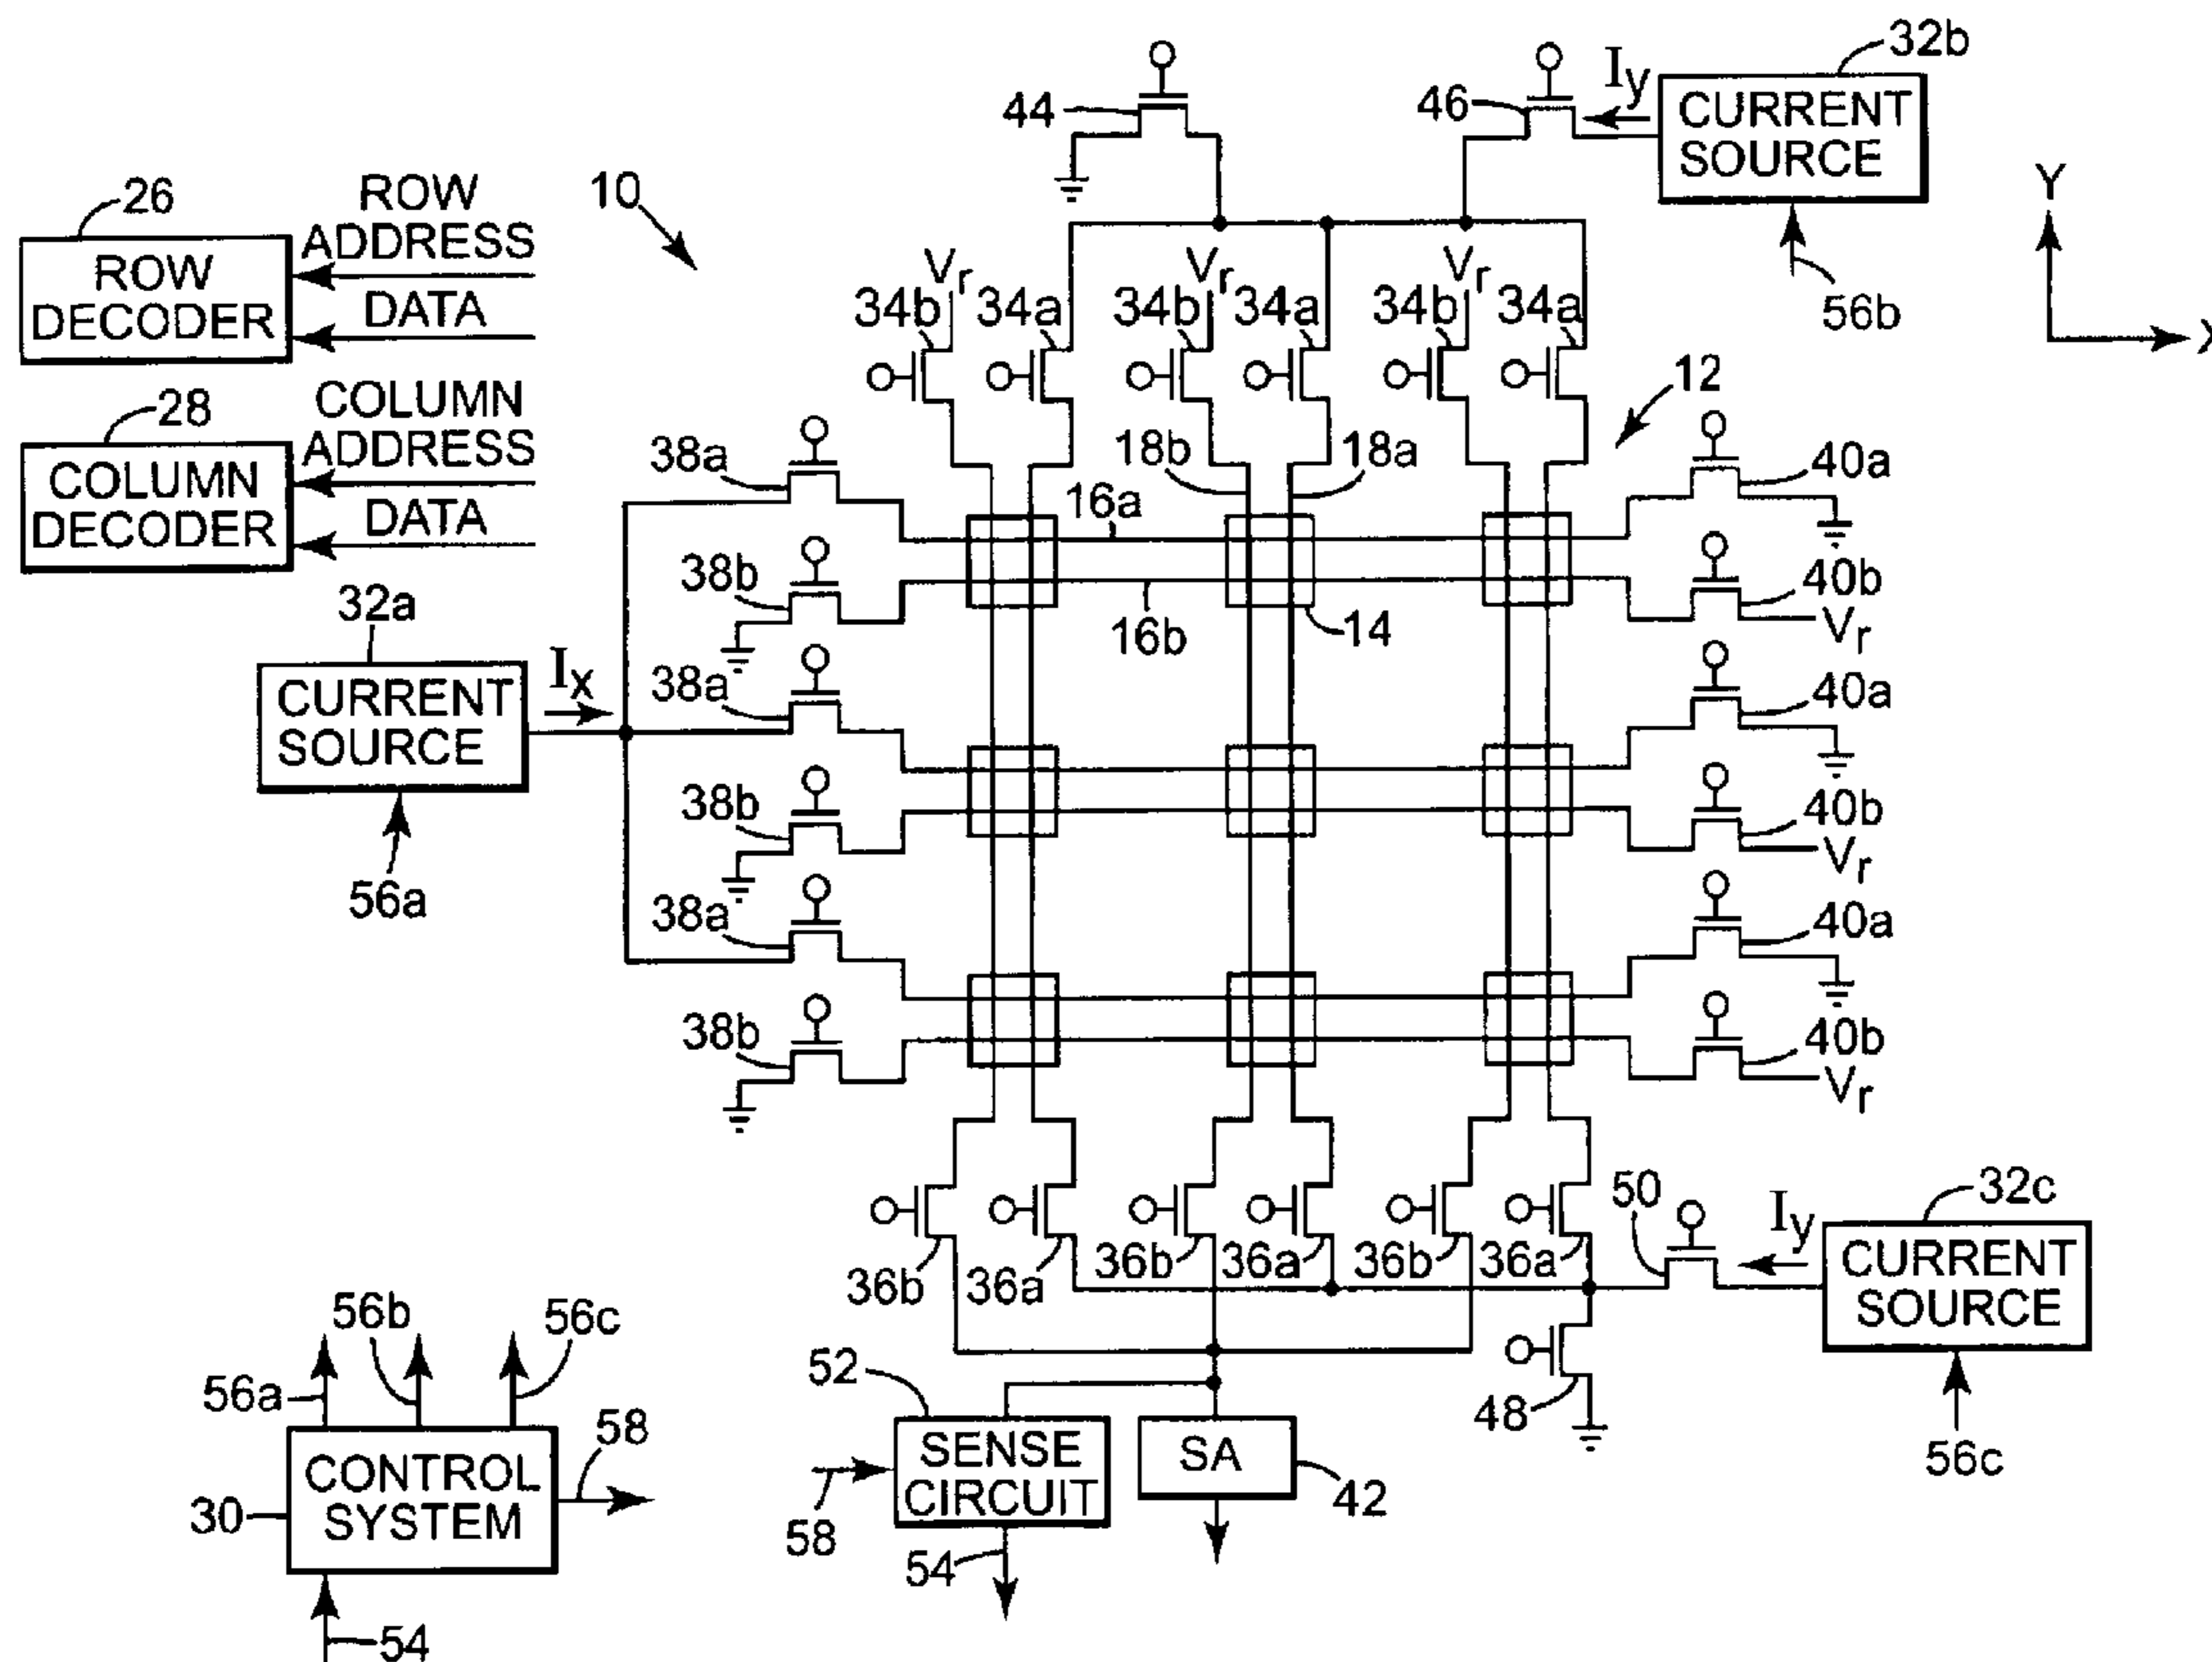 32b
44
46
Iy
CURRENT
SOURCE
56b
Y
X
26
ROW
DECODER
ROW
ADDRESS
DATA
10
28
COLUMN
DECODER
COLUMN
ADDRESS
DATA
Vr
Vr
Vr
34b
34a
34b
34a
34b
34a
12
18b
18a
38a
16a
40a
38b
16b
14
40b
Vr
32a
CURRENT
SOURCE
Ix
56a
38a
40a
38b
40b
Vr
38a
40a
38b
40b
Vr
36b
36a
36b
36a
36b
36a
50
Iy
32c
CURRENT
SOURCE
56c
48
56a
56b
56c
58
CONTROL
SYSTEM
30
54
52
SENSE
CIRCUIT
58
54
SA
42